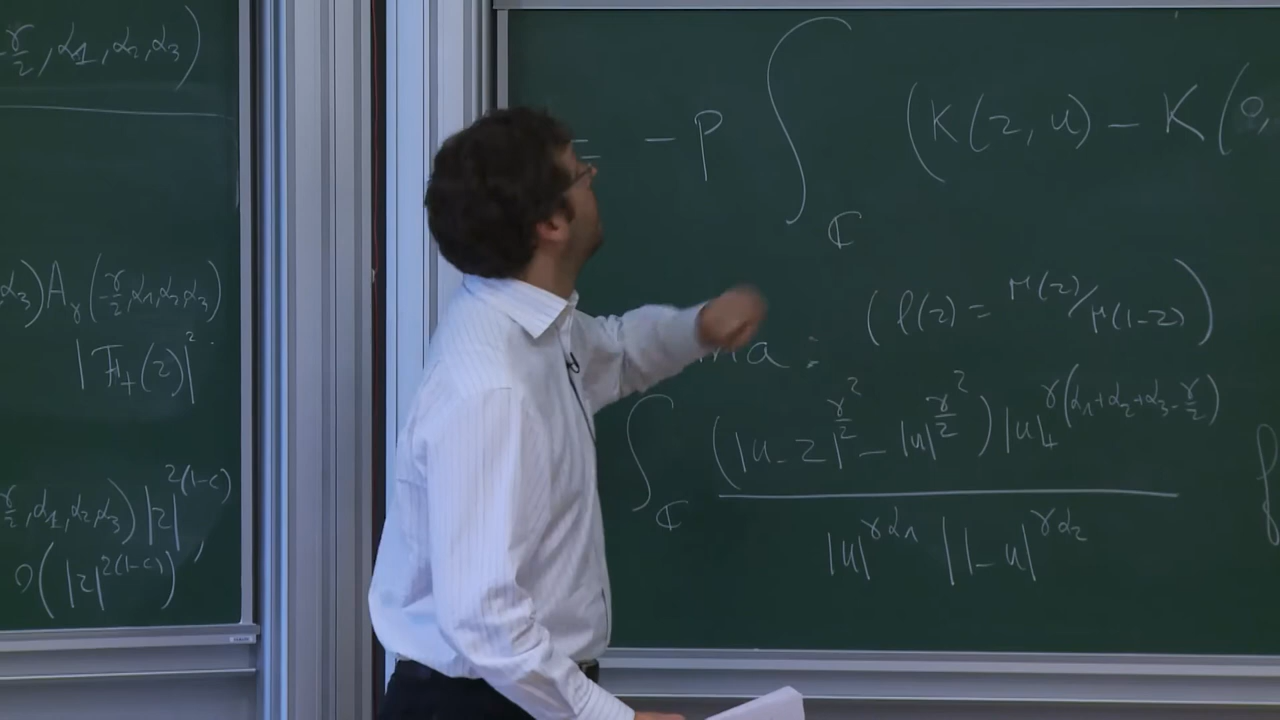 -γ/2, α1, α2, α3)
α3) Aγ(-γ/2, α1, α2, α3)
|F+(z)|².
γ/2, α1, α2, α3) |z|^{2(1-c)}
O(|z|^{2(1-c)}),
= - P ∫_ℂ (K(z, u) - K(0,
(l(z) = Γ(z)/Γ(1-z))
ma :
∫_ℂ (|u-z|^{γ²/2} - |u|^{γ²/2}) |u|_+^{γ(α1+α2+α3-γ/2)}
|u|^{γα1} |1-u|^{γα2}